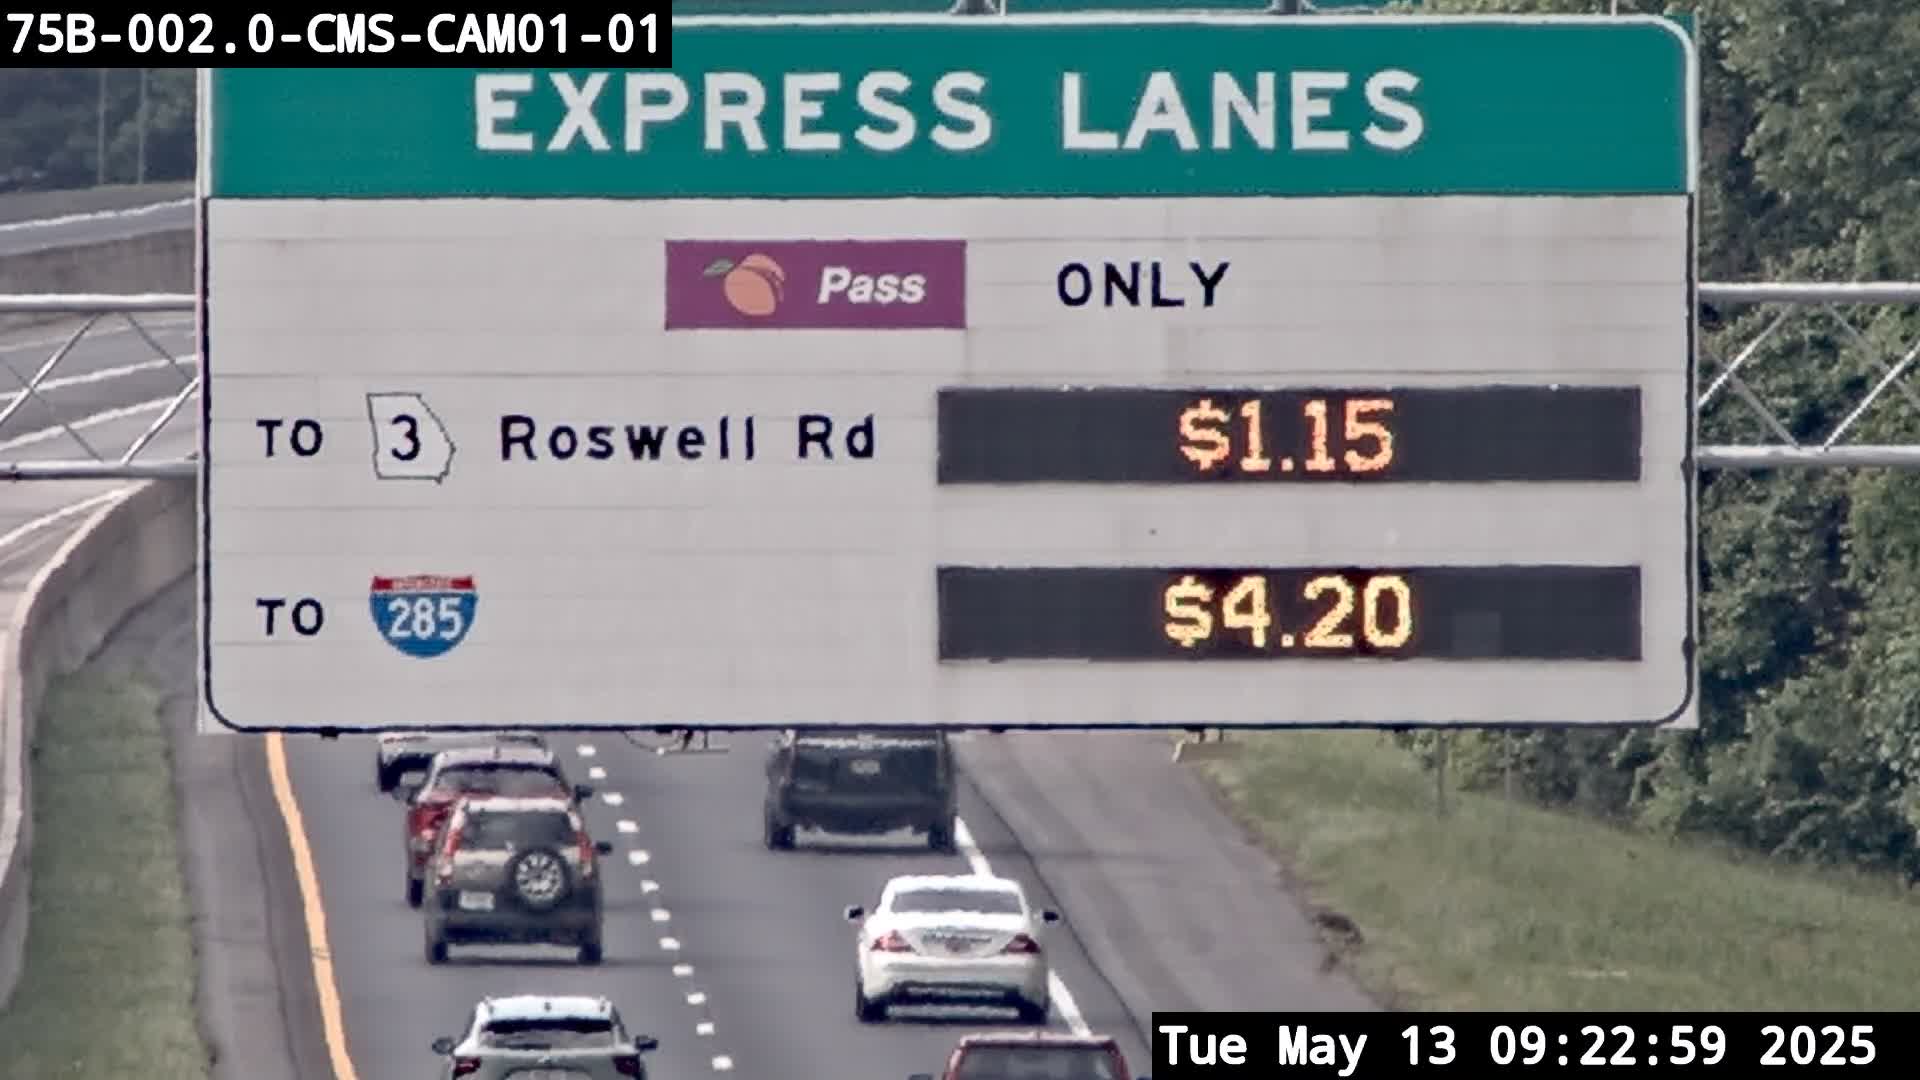 75B-002.0-CMS-CAM01-01
EXPRESS LANES
Pass ONLY
TO 3 Roswell Rd $1.15
TO 285 $4.20
Tue May 13 09:22:59 2025